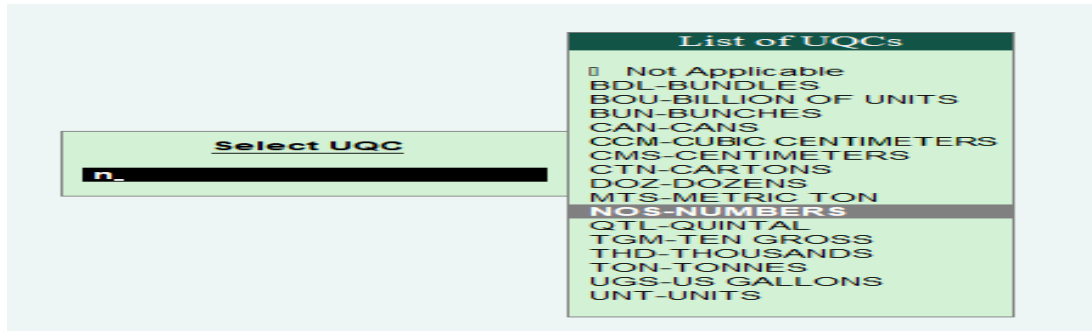 Select UQC
n_
List of UQCs
▯ Not Applicable
BDL-BUNDLES
BOU-BILLION OF UNITS
BUN-BUNCHES
CAN-CANS
CCM-CUBIC CENTIMETERS
CMS-CENTIMETERS
CTN-CARTONS
DOZ-DOZENS
MTS-METRIC TON
NOS-NUMBERS
QTL-QUINTAL
TGM-TEN GROSS
THD-THOUSANDS
TON-TONNES
UGS-US GALLONS
UNT-UNITS